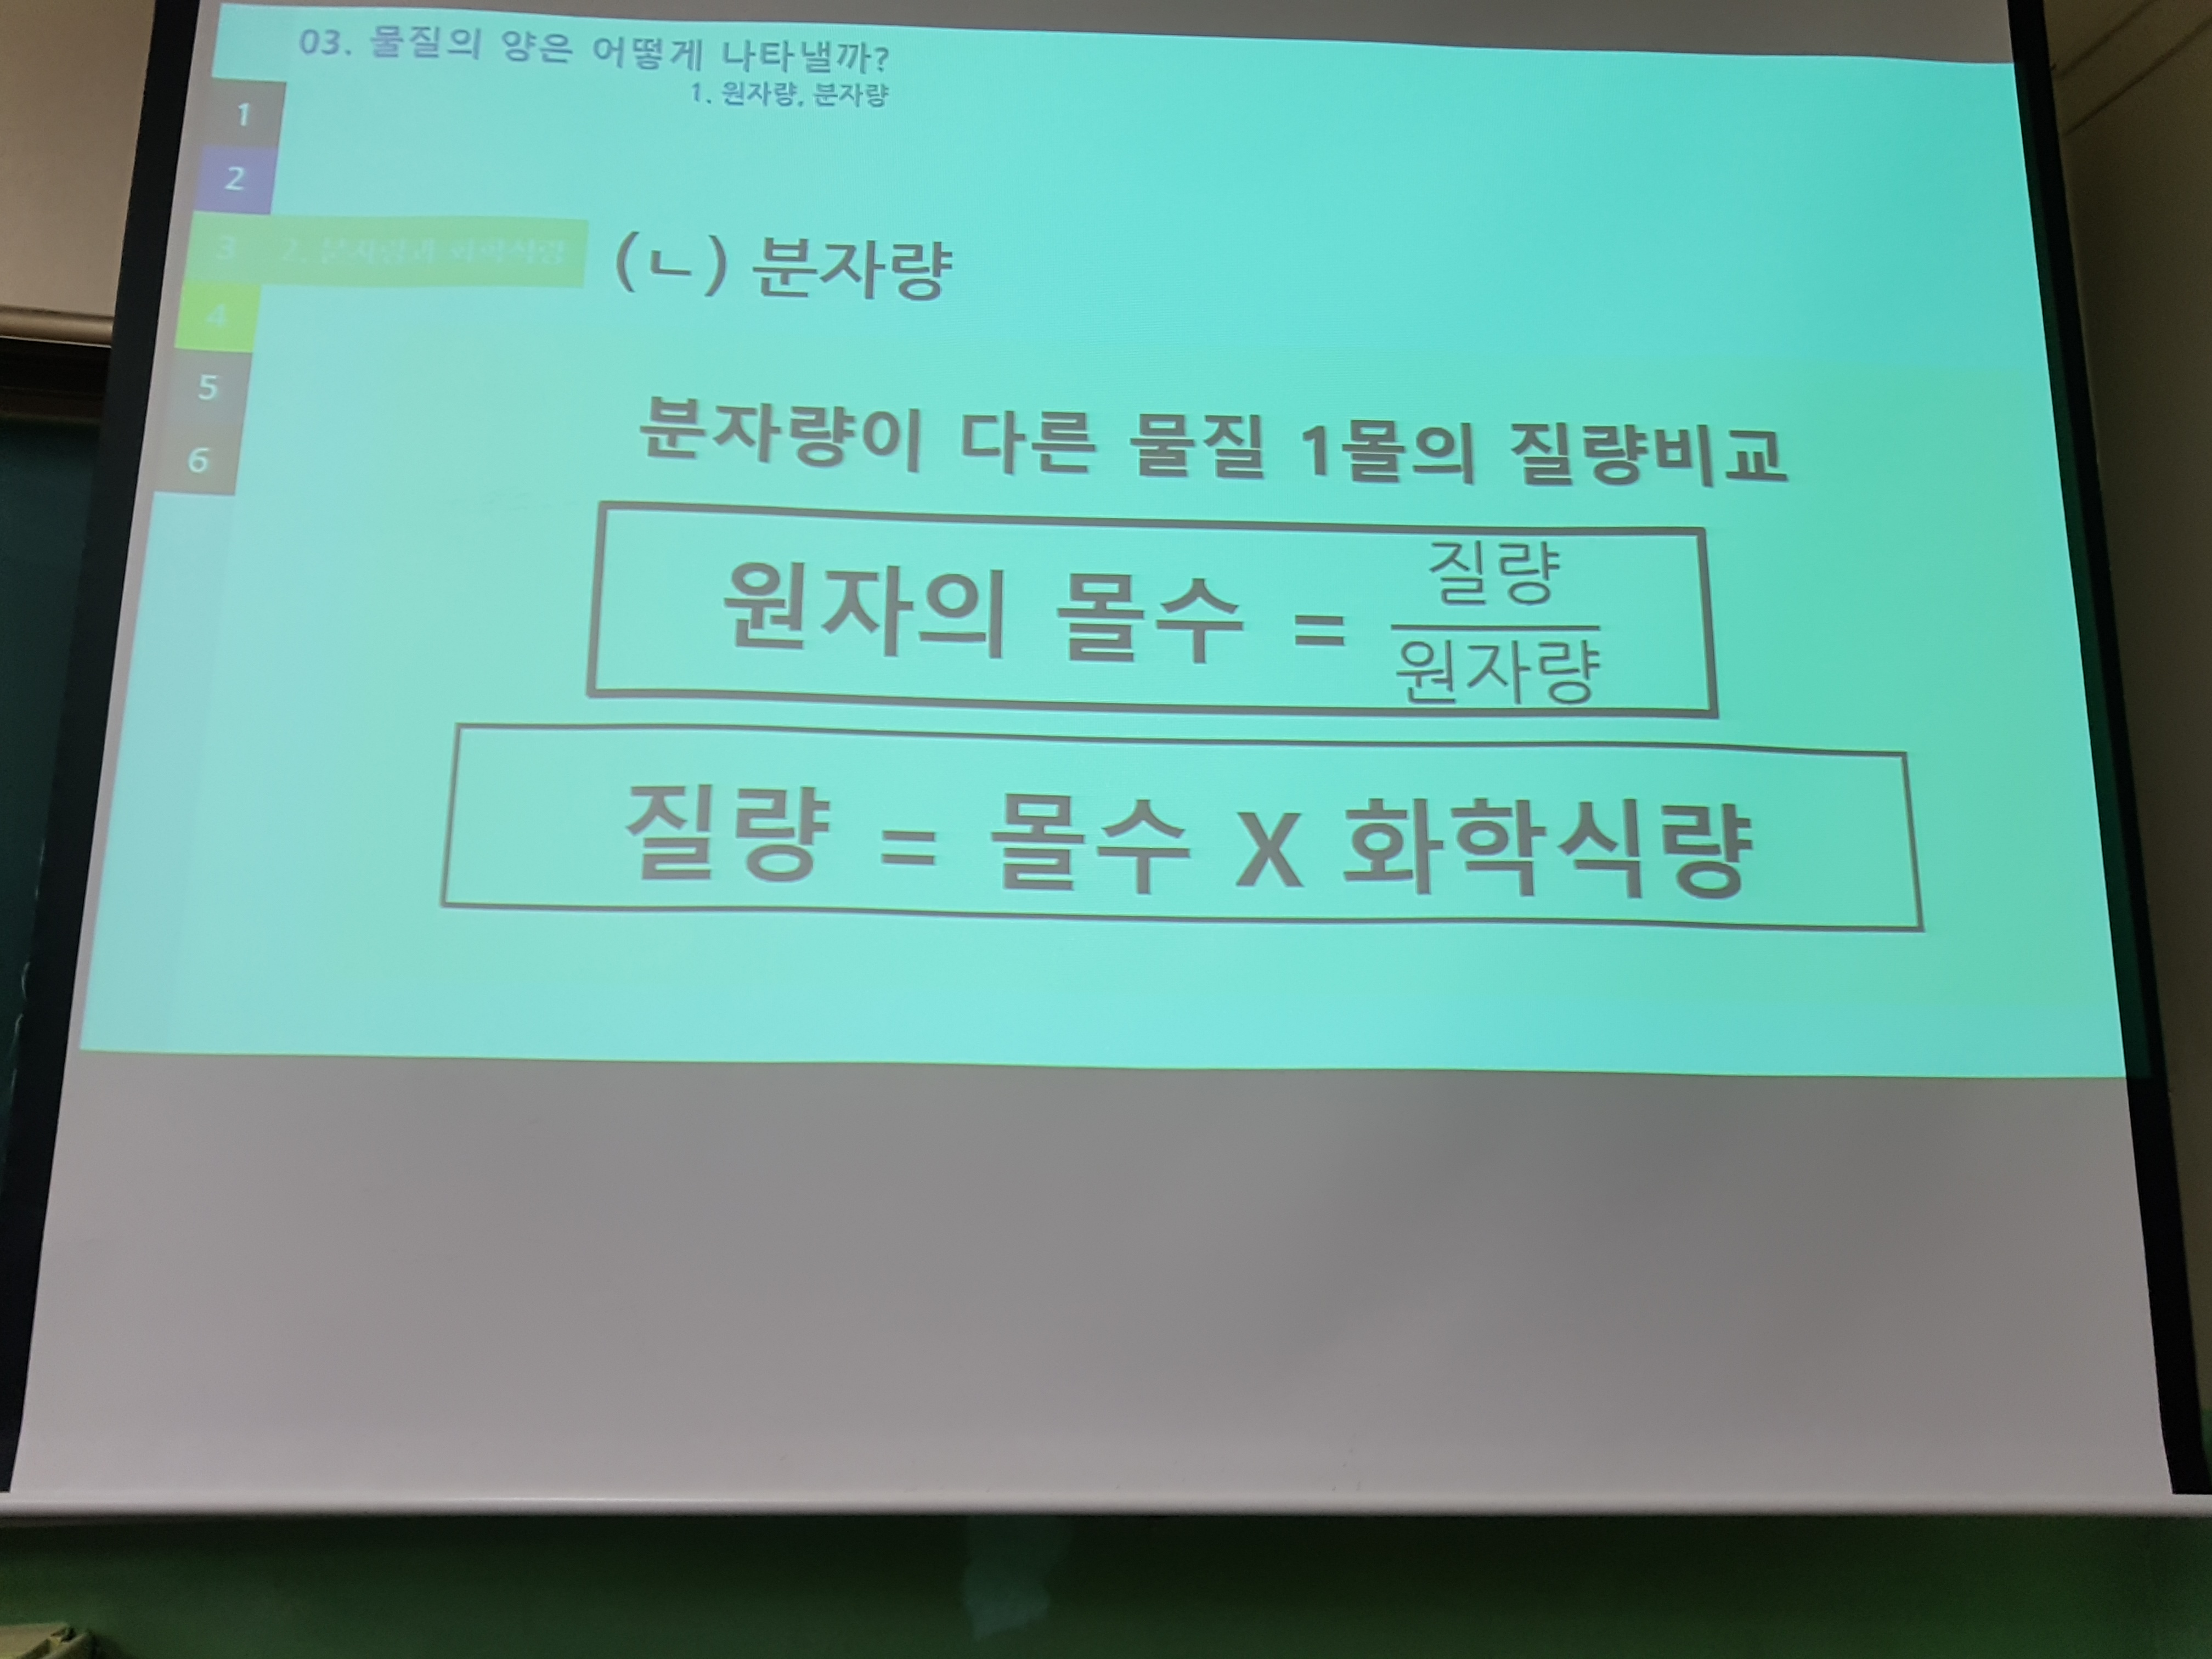 03. 물질의 양은 어떻게 나타낼까?
1. 원자량, 분자량
1
2
3 2. 분자량과 화학식량
(ㄴ) 분자량
4
5
6
분자량이 다른 물질 1몰의 질량비교
원자의 몰수 = 질량
원자량
질량 = 몰수 X 화학식량